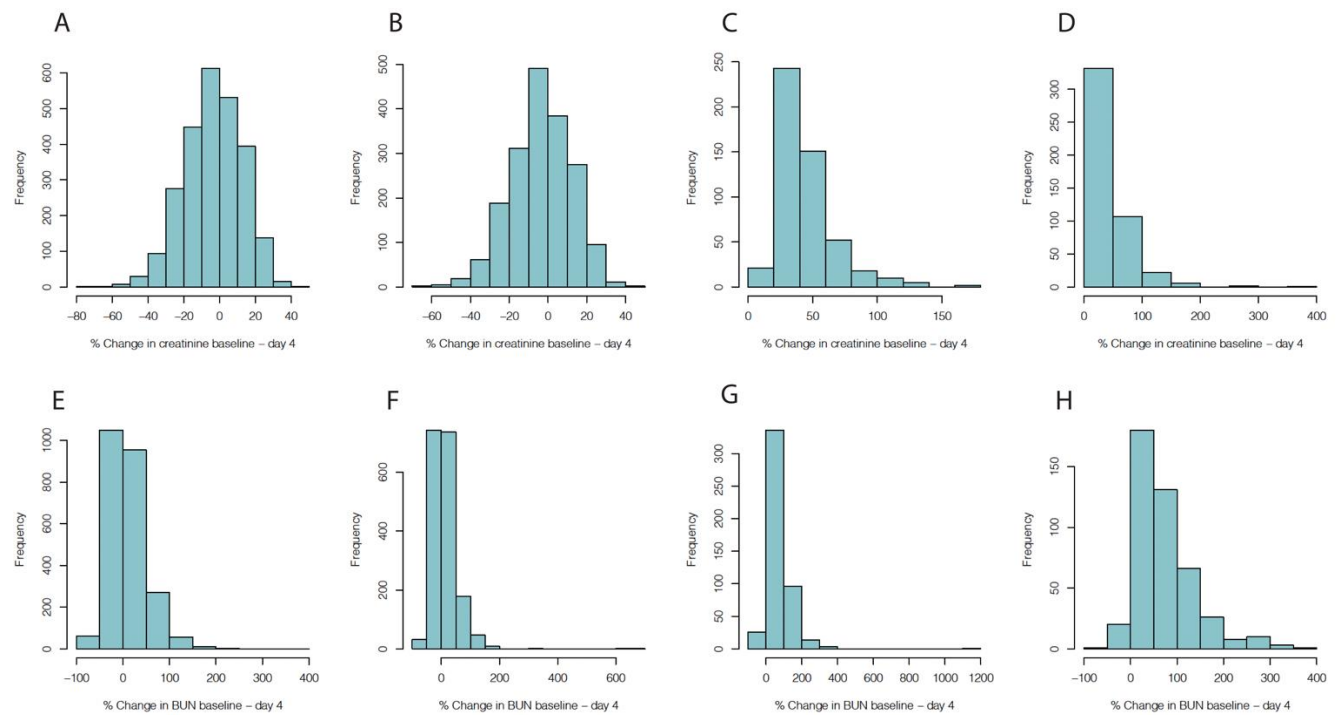 A B C D
Frequency
0 100 200 300 400 500 600
−80 −60 −40 −20 0 20 40
% Change in creatinine baseline − day 4
Frequency
0 100 200 300 400 500
−60 −40 −20 0 20 40
% Change in creatinine baseline − day 4
Frequency
0 50 100 150 200 250
0 50 100 150
% Change in creatinine baseline − day 4
Frequency
0 50 100 150 200 250 300
0 100 200 300 400
% Change in creatinine baseline − day 4
E F G H
Frequency
0 200 400 600 800 1000
−100 0 100 200 300 400
% Change in BUN baseline − day 4
Frequency
0 200 400 600
0 200 400 600
% Change in BUN baseline − day 4
Frequency
0 50 100 150 200 250 300
0 200 400 600 800 1000 1200
% Change in BUN baseline − day 4
Frequency
0 50 100 150
−100 0 100 200 300 400
% Change in BUN baseline − day 4